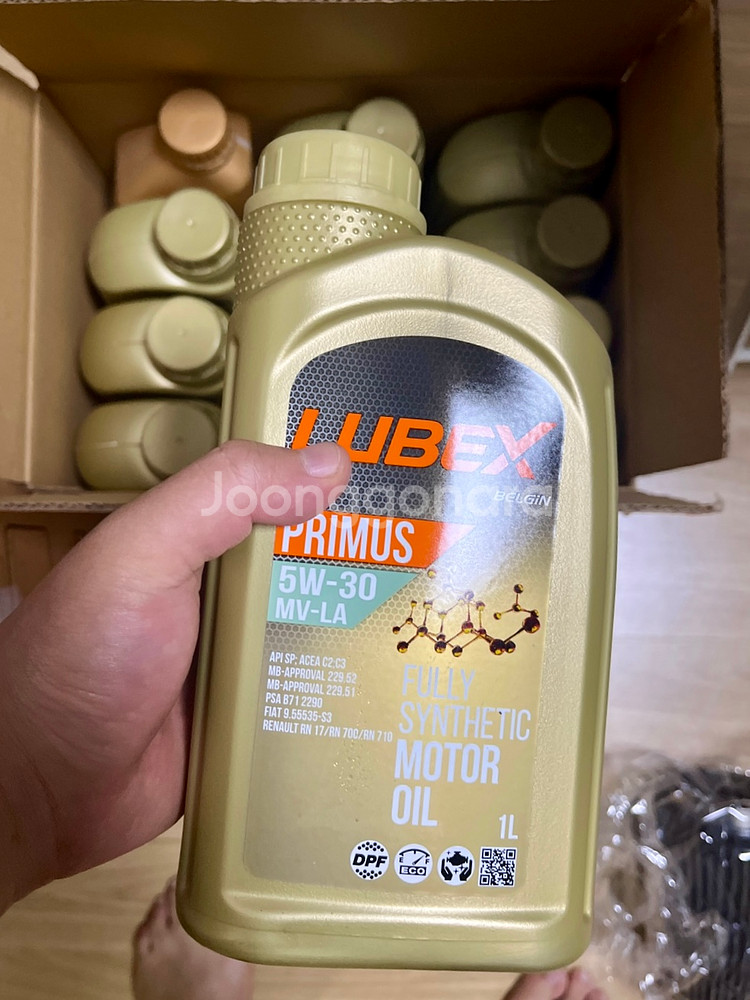 LUBEX
BELGİN
PRIMUS
5W-30
MV-LA
API SP; ACEA C2;C3
MB-APPROVAL 229.52
MB-APPROVAL 229.51
PSA B71 2290
FIAT 9.55535-S3
RENAULT RN 17/RN 700/RN 710
FULLY
SYNTHETIC
MOTOR
OIL
1L
DPF
E F
ECO